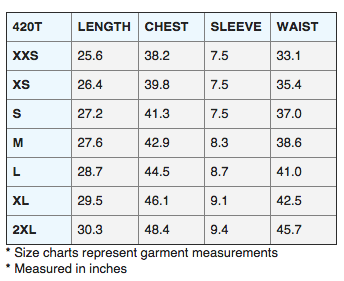 420T LENGTH CHEST SLEEVE WAIST
XXS 25.6 38.2 7.5 33.1
XS 26.4 39.8 7.5 35.4
S 27.2 41.3 7.5 37.0
M 27.6 42.9 8.3 38.6
L 28.7 44.5 8.7 41.0
XL 29.5 46.1 9.1 42.5
2XL 30.3 48.4 9.4 45.7
* Size charts represent garment measurements
* Measured in inches